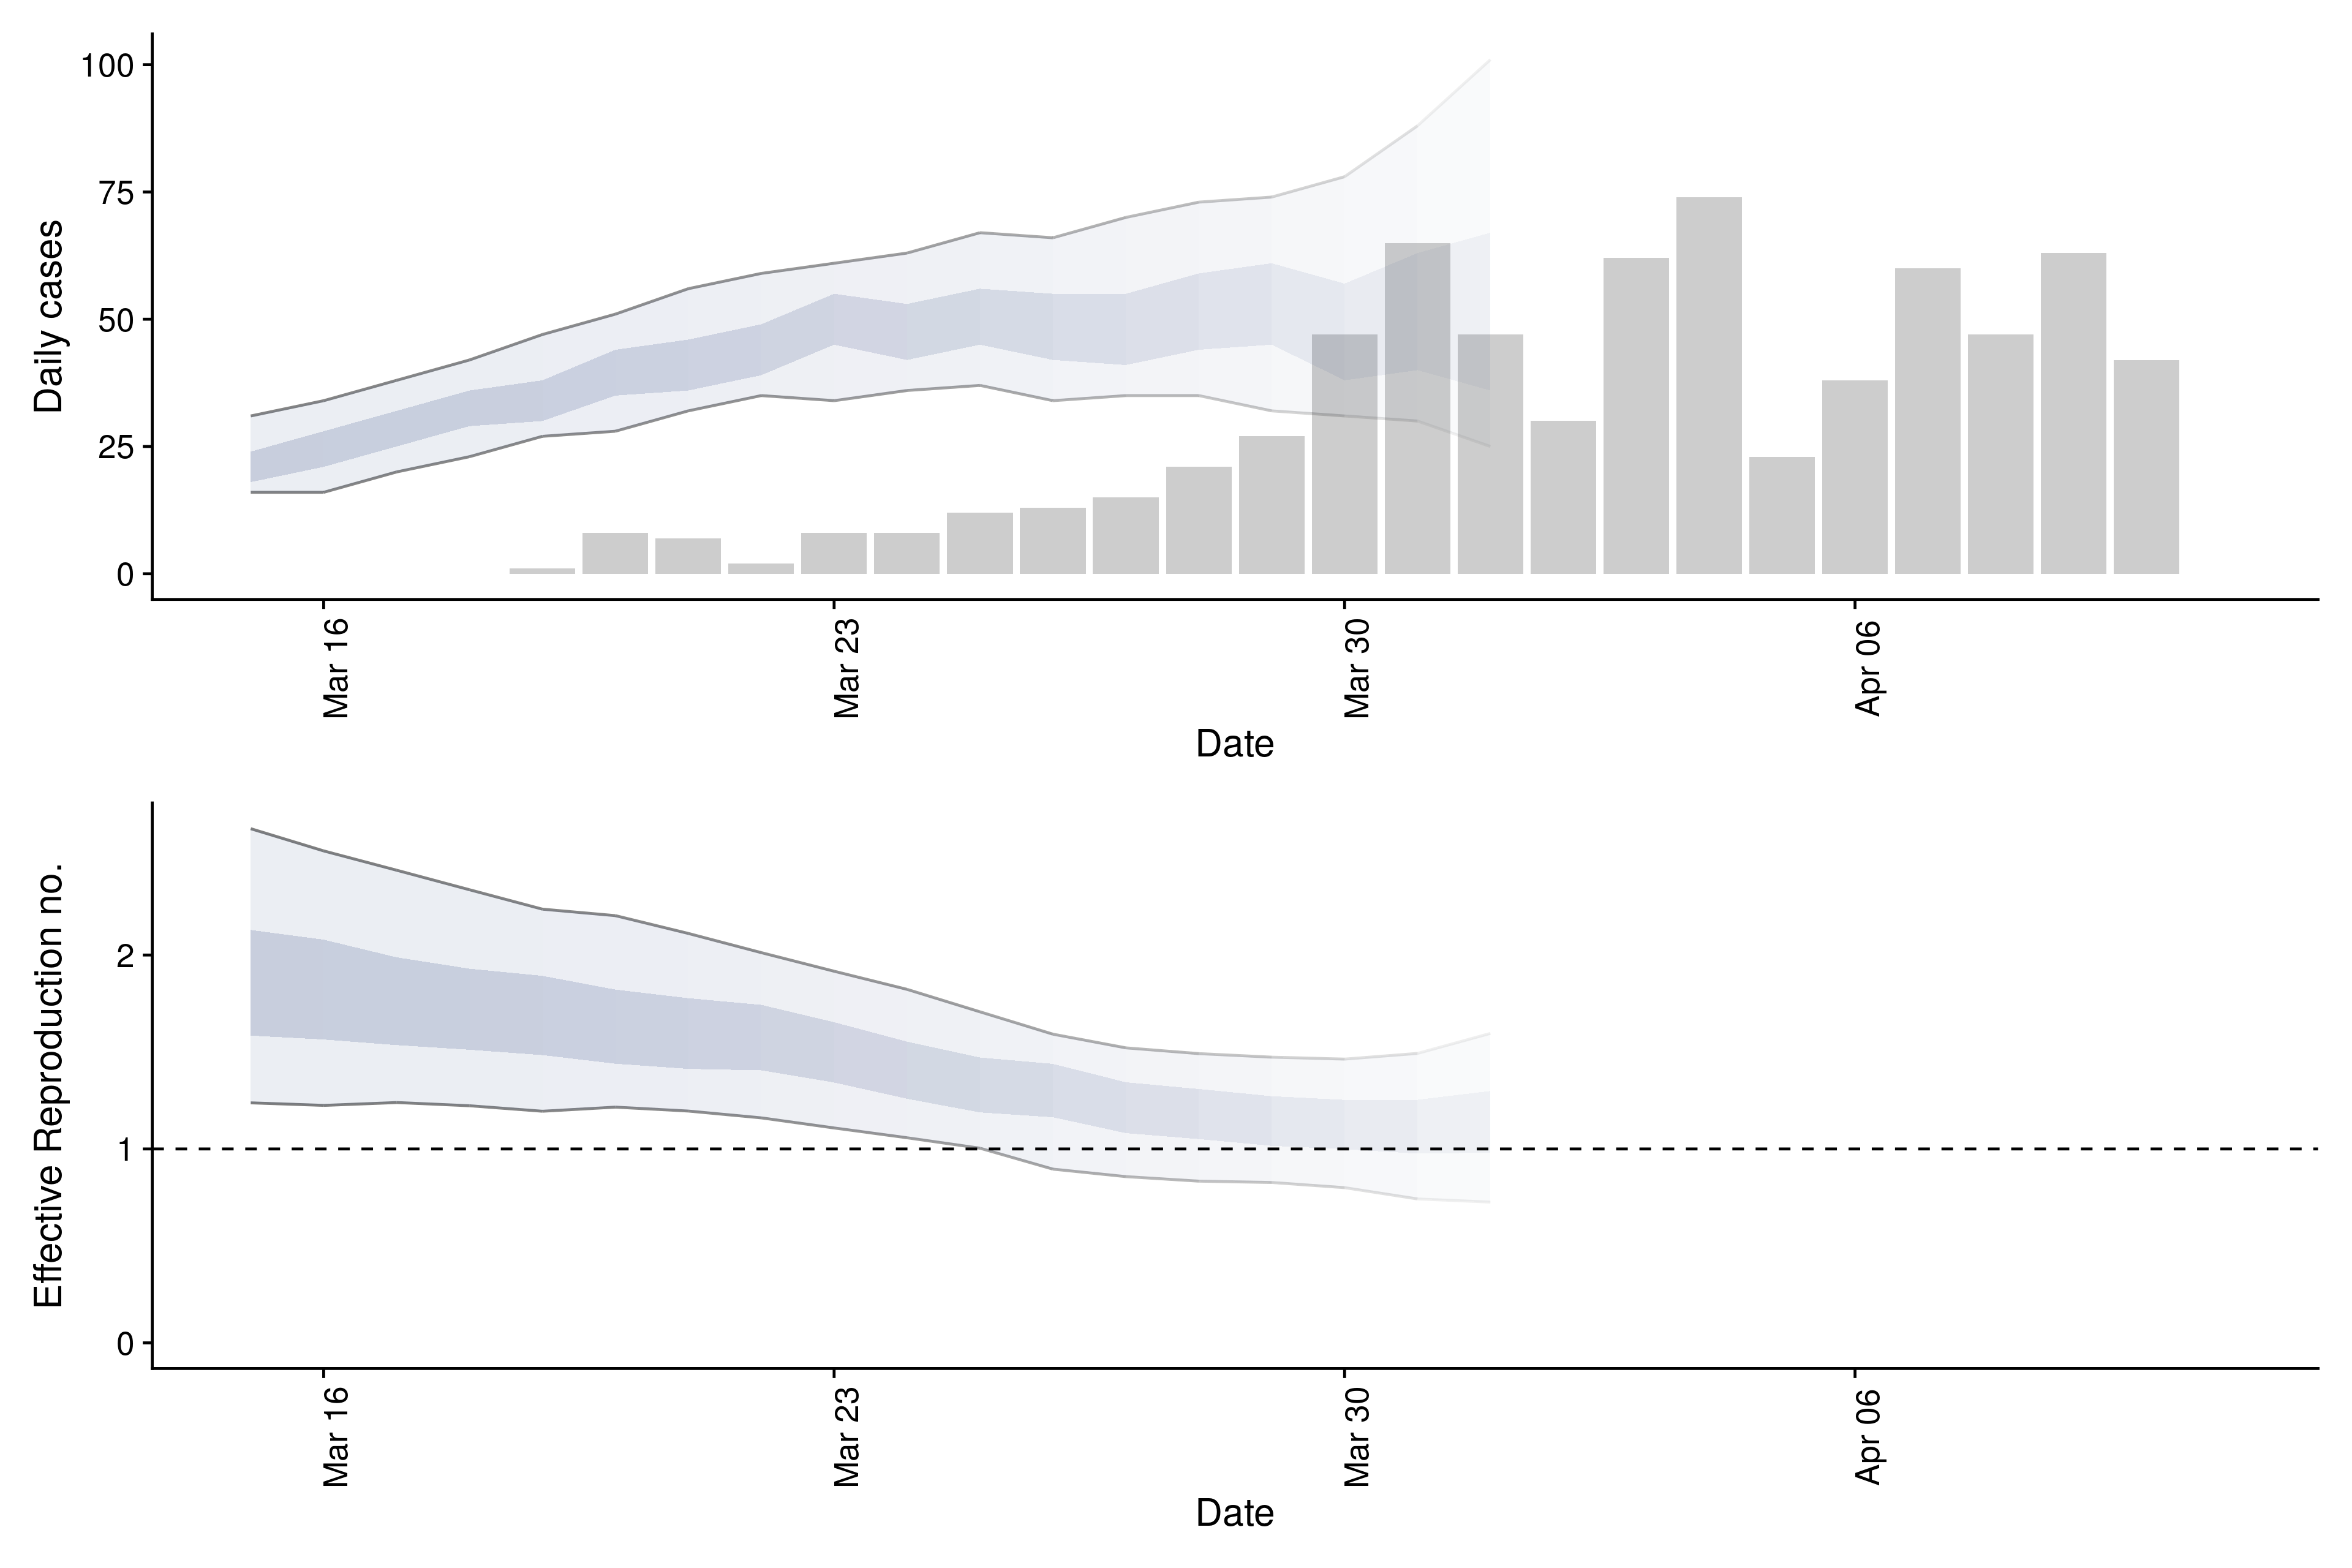 Daily cases
100
75
50
25
0
Mar 16
Mar 23
Mar 30
Apr 06
Date
Effective Reproduction no.
2
1
0
Mar 16
Mar 23
Mar 30
Apr 06
Date